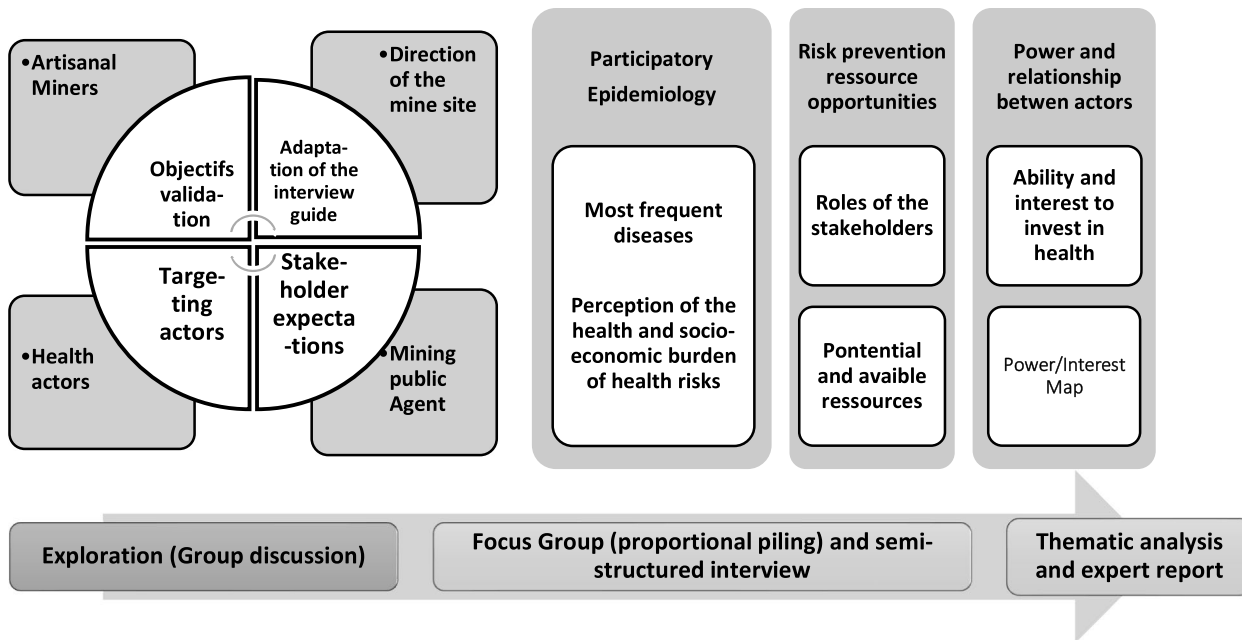 •Artisanal
Miners
•Direction
of the
mine site
Objectifs
valida-
tion
Adapta-
tion of the
interview
guide
Targe-
ting
actors
Stake-
holder
expecta
-tions
•Health
actors
•Mining
public
Agent
Participatory
Epidemiology
Most frequent
diseases
Perception of the
health and socio-
economic burden
of health risks
Risk prevention
ressource
opportunities
Roles of the
stakeholders
Pontential
and avaible
ressources
Power and
relationship
betven actors
Ability and
interest to
invest in
health
Power/Interest
Map
Exploration (Group discussion)
Focus Group (proportional piling) and semi-
structured interview
Thematic analysis
and expert report